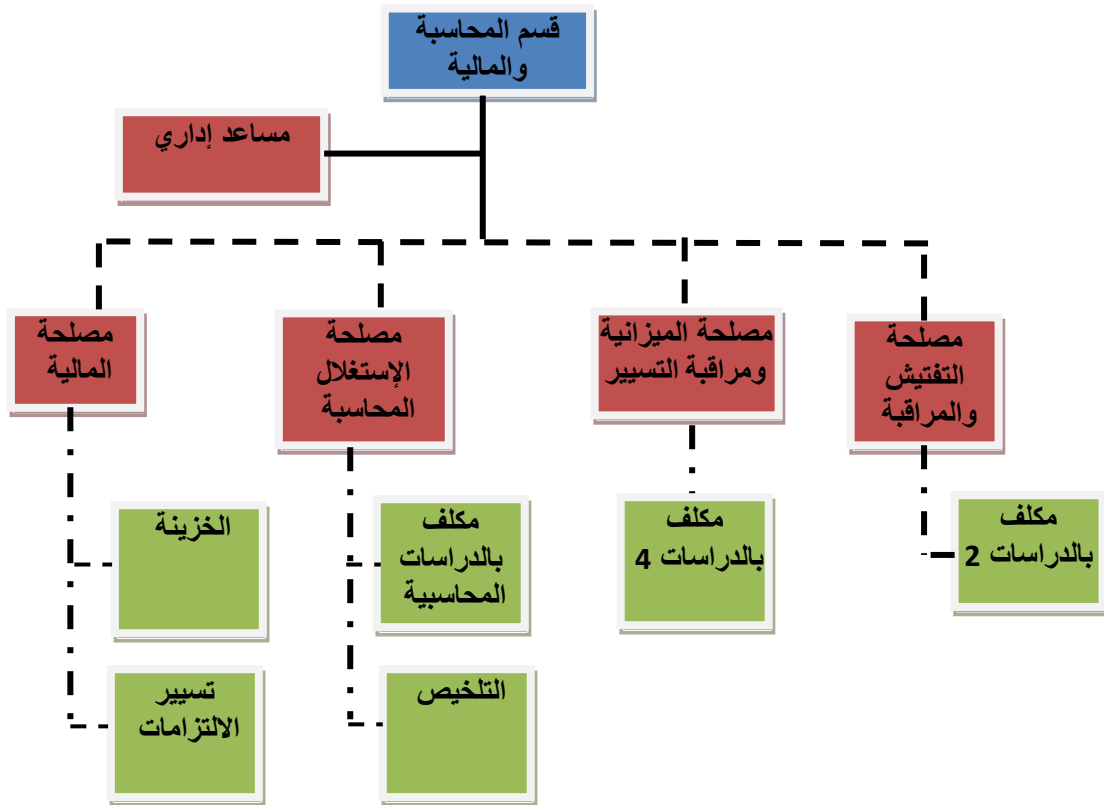 قسم المحاسبة
والمالية
مساعد إداري
مصلحة
التفتيش
والمراقبة
مصلحة الميزانية
ومراقبة التسيير
مصلحة
الإستغلال
المحاسبة
مصلحة
المالية
مكلف
بالدراسات 2
مكلف
بالدراسات 4
مكلف
بالدراسات
المحاسبية
الخزينة
التلخيص
تسيير
الالتزامات